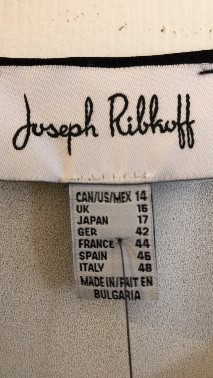 Joseph Ribkoff
CAN/US/MEX 14
UK 16
JAPAN 17
GER 42
FRANCE 44
SPAIN 46
ITALY 48
MADE IN/FAIT EN
BULGARIA